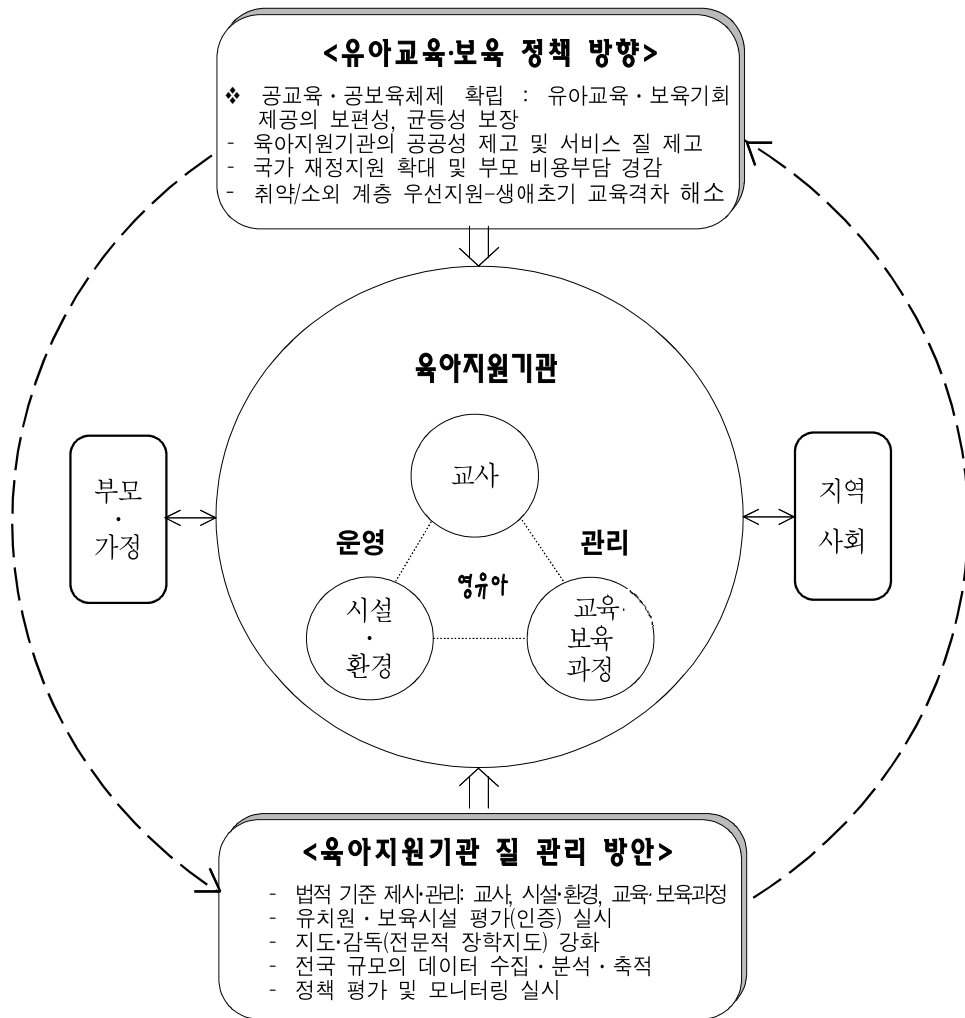 <유아교육·보육 정책 방향>
❖ 공교육·공보육체제 확립 : 유아교육·보육기회
제공의 보편성, 균등성 보장
- 육아지원기관의 공공성 제고 및 서비스 질 제고
- 국가 재정지원 확대 및 부모 비용부담 경감
- 취약/소외 계층 우선지원-생애초기 교육격차 해소
육아지원기관
교사
부모
·
가정
지역
사회
운영
관리
영유아
시설
·
환경
교육·
보육
과정
<육아지원기관 질 관리 방안>
- 법적 기준 제시·관리: 교사, 시설·환경, 교육·보육과정
- 유치원·보육시설 평가(인증) 실시
- 지도·감독(전문적 장학지도) 강화
- 전국 규모의 데이터 수집·분석·축적
- 정책 평가 및 모니터링 실시